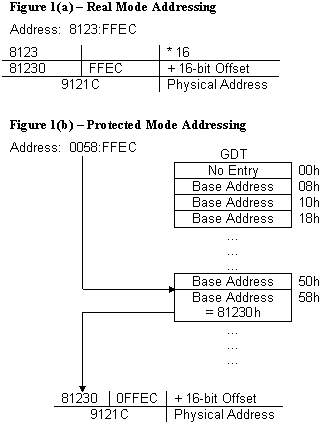 Figure 1(a) – Real Mode Addressing
Address: 8123:FFEC
8123 * 16
81230 FFEC + 16-bit Offset
9121C Physical Address
Figure 1(b) – Protected Mode Addressing
Address: 0058:FFEC
GDT
No Entry 00h
Base Address 08h
Base Address 10h
Base Address 18h
...
...
...
Base Address 50h
Base Address 58h
= 81230h
...
...
...
81230 0FFEC + 16-bit Offset
9121C Physical Address